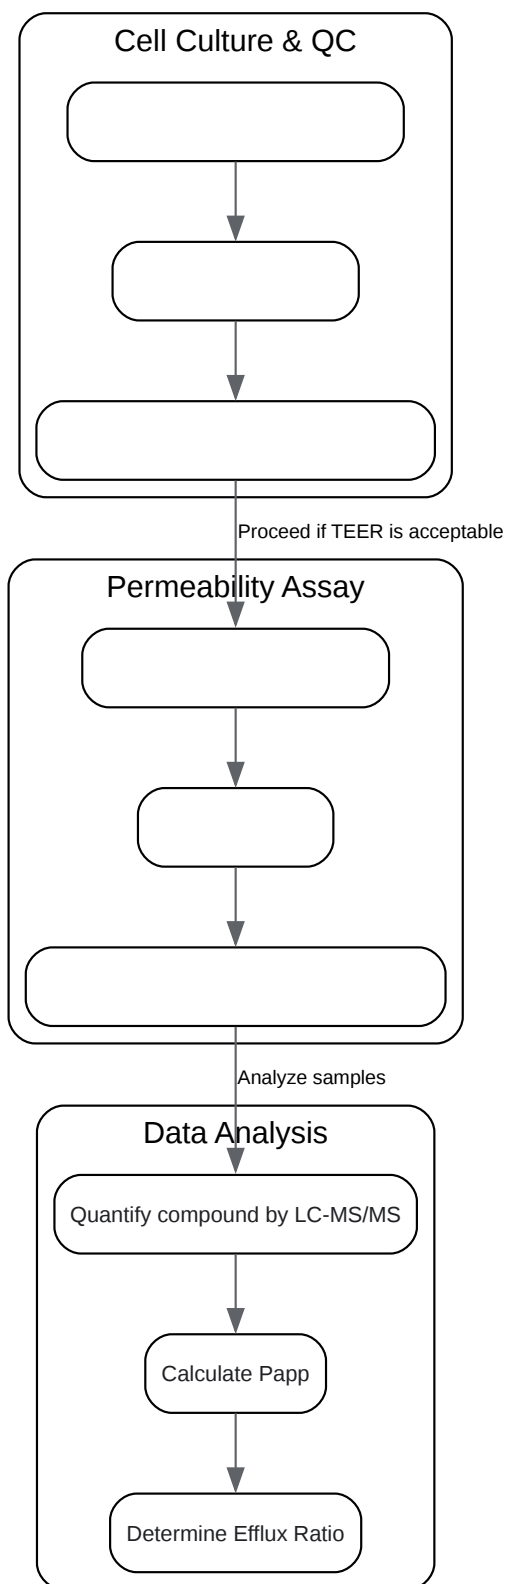 Cell Culture & QC
Proceed if TEER is acceptable
Permeability Assay
Analyze samples
Data Analysis
Quantify compound by LC-MS/MS
Calculate Papp
Determine Efflux Ratio